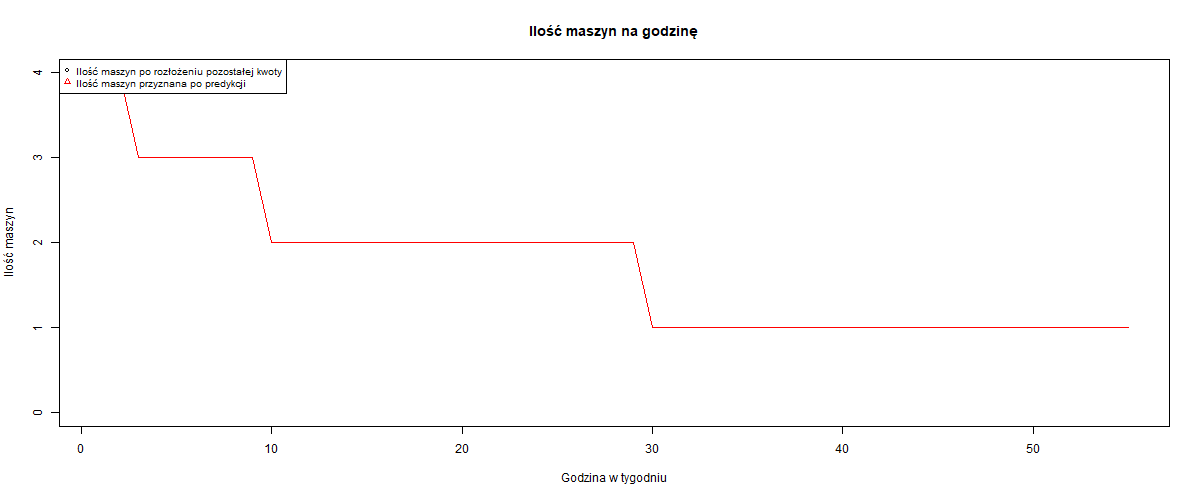 Ilość maszyn na godzinę
Ilość maszyn po rozłożeniu pozostałej kwoty
Ilość maszyn przyznana po predykcji
4
3
2
1
0
Ilość maszyn
0 10 20 30 40 50
Godzina w tygodniu